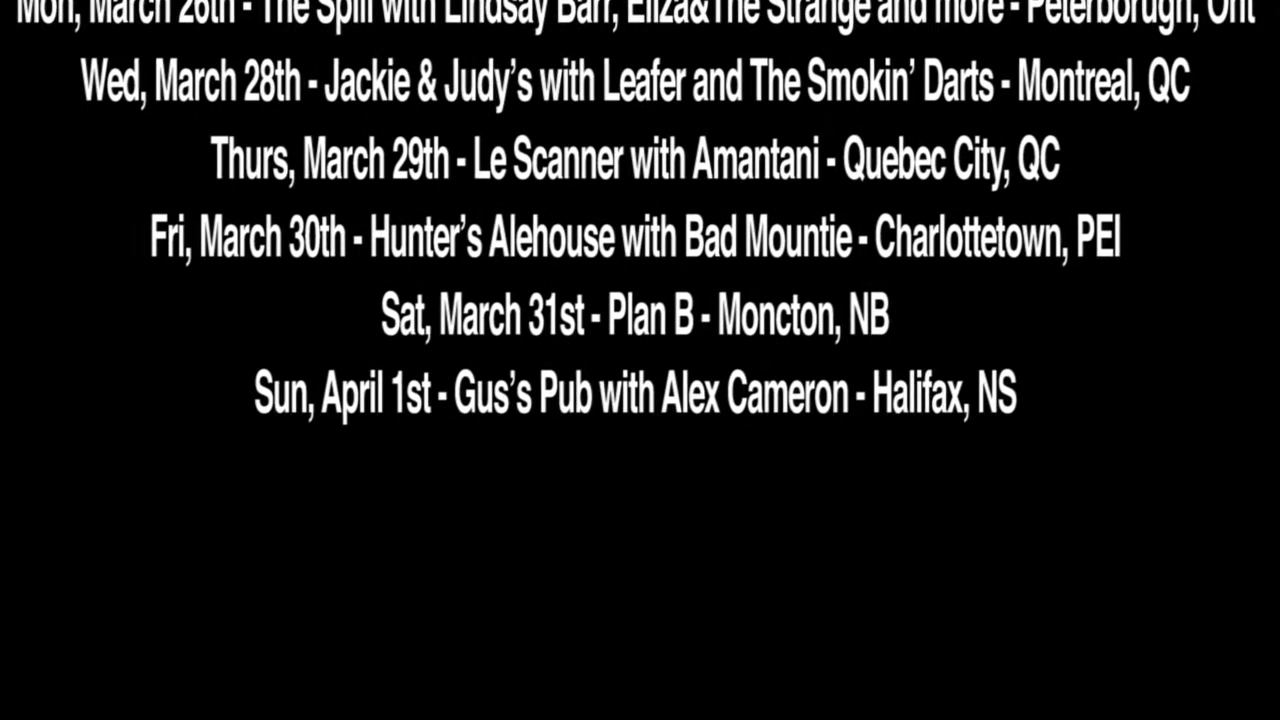 Mon, March 26th - The Spill with Lindsay Barr, Eliza&The Strange and more - Peterborugh, Ont
Wed, March 28th - Jackie & Judy’s with Leafer and The Smokin’ Darts - Montreal, QC
Thurs, March 29th - Le Scanner with Amantani - Quebec City, QC
Fri, March 30th - Hunter’s Alehouse with Bad Mountie - Charlottetown, PEI
Sat, March 31st - Plan B - Moncton, NB
Sun, April 1st - Gus’s Pub with Alex Cameron - Halifax, NS